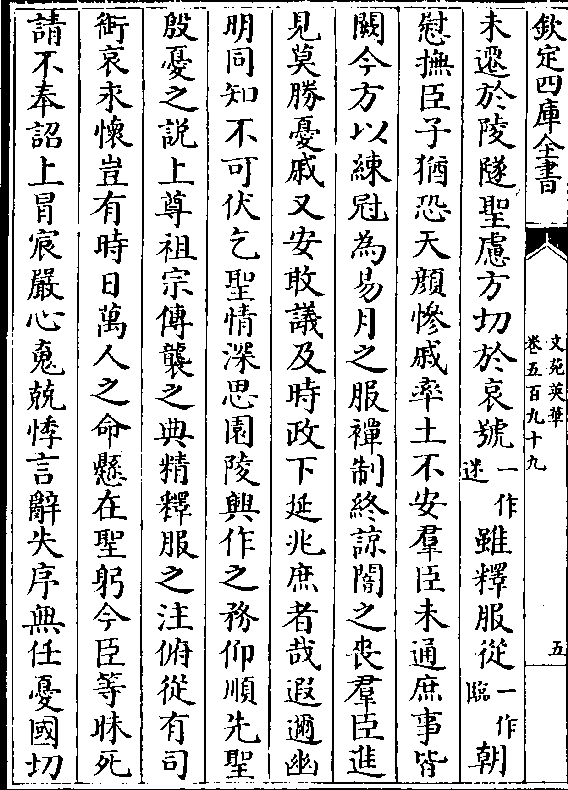 欽定四庫全書
文苑英華
卷五百九十九
五
未遷於陵隧聖慮方切於哀號一作迷雖釋服從一作臨朝
慰撫臣子猶恐天顔慘戚率土不安羣臣未通庶事皆
闕今方以練冠為易月之服禫制終諒闇之喪羣臣進
見莫勝憂戚又安敢議及時政下延兆庶者哉遐邇幽
明同知不可伏乞聖情深思園陵興作之務仰順先聖
殷憂之説上尊祖宗傳襲之典精釋服之注俯從有司
銜哀永懷豈有時日萬人之命懸在聖躬今臣等昧死
請不奉詔上冒宸嚴心䰟兢悸言辭失序無任憂國切